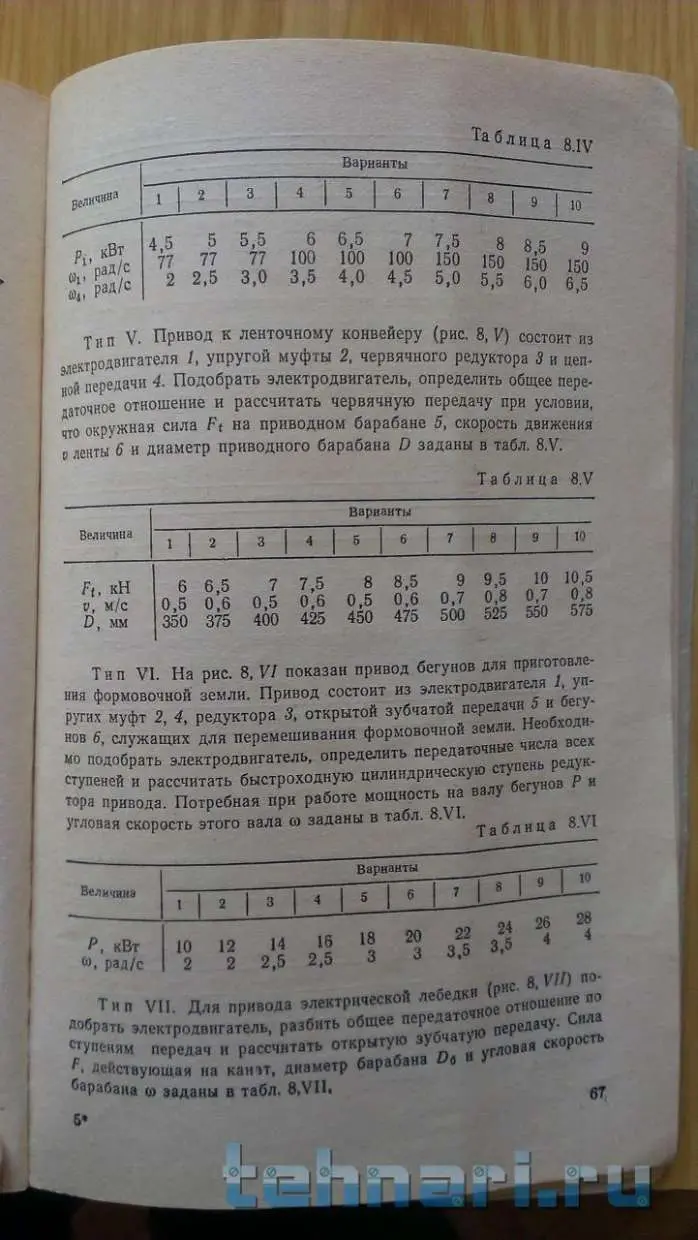 Таблица 8.IV
Варианты
Величина 1 2 3 4 5 6 7 8 9 10
P₁, кВт 4,5 5 5,5 6 6,5 7 7,5 8 8,5 9
ω₁, рад/с 77 77 77 100 100 100 150 150 150 150
ω₄, рад/с 2 2,5 3,0 3,5 4,0 4,5 5,0 5,5 6,0 6,5
Тип V. Привод к ленточному конвейеру (рис. 8, V) состоит из
электродвигателя 1, упругой муфты 2, червячного редуктора 3 и цеп-
ной передачи 4. Подобрать электродвигатель, определить общее пере-
даточное отношение и рассчитать червячную передачу при условии,
что окружная сила Fₜ на приводном барабане 5, скорость движения
v ленты 6 и диаметр приводного барабана D заданы в табл. 8.V.
Таблица 8.V
Варианты
Величина 1 2 3 4 5 6 7 8 9 10
Fₜ, кН 6 6,5 7 7,5 8 8,5 9 9,5 10 10,5
v, м/с 0,5 0,6 0,5 0,6 0,5 0,6 0,7 0,8 0,7 0,8
D, мм 350 375 400 425 450 475 500 525 550 575
Тип VI. На рис. 8, VI показан привод бегунов для приготовле-
ния формовочной земли. Привод состоит из электродвигателя 1, уп-
ругих муфт 2, 4, редуктора 3, открытой зубчатой передачи 5 и бегу-
нов 6, служащих для перемешивания формовочной земли. Необходи-
мо подобрать электродвигатель, определить передаточные числа всех
ступеней и рассчитать быстроходную цилиндрическую ступень редук-
тора привода. Потребная при работе мощность на валу бегунов P и
угловая скорость этого вала ω заданы в табл. 8.VI.
Таблица 8.VI
Варианты
Величина 1 2 3 4 5 6 7 8 9 10
P, кВт 10 12 14 16 18 20 22 24 26 28
ω, рад/с 2 2 2,5 2,5 3 3 3,5 3,5 4 4
Тип VII. Для привода электрической лебедки (рис. 8, VII) по-
добрать электродвигатель, разбить общее передаточное отношение по
ступеням передач и рассчитать открытую зубчатую передачу. Сила
F, действующая на канат, диаметр барабана Dб и угловая скорость
барабана ω заданы в табл. 8,VII.
5* 67
tehnari.ru